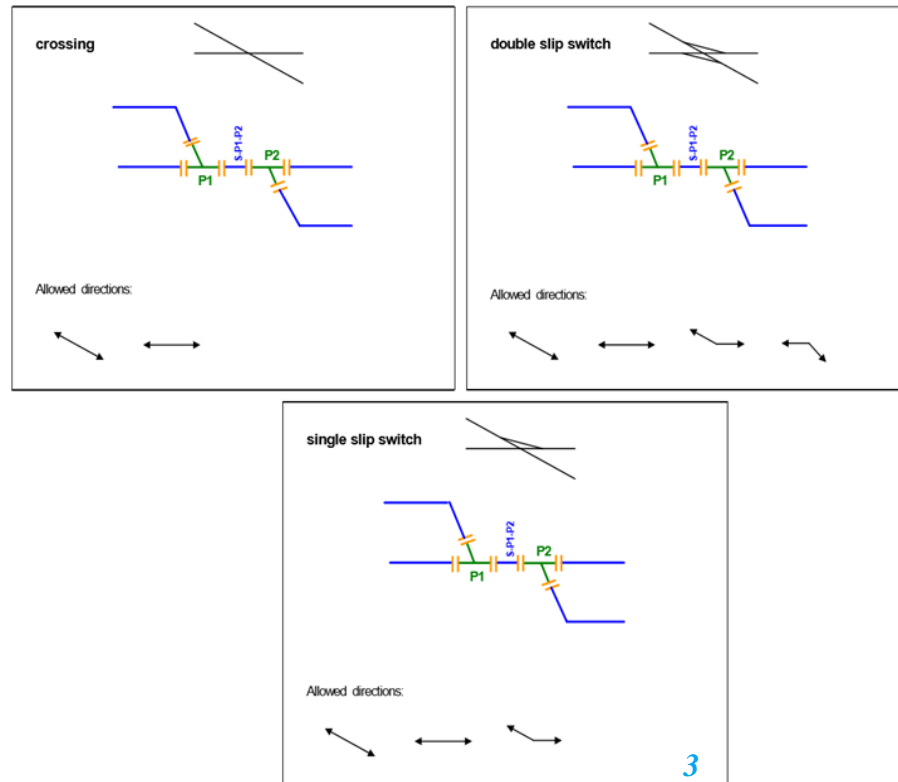 crossing
S-P1-P2
P2
P1
Allowed directions:
double slip switch
S-P1-P2
P2
P1
Allowed directions:
single slip switch
S-P1-P2
P2
P1
Allowed directions:
3